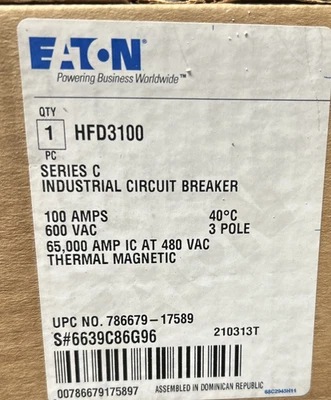 EATON
Powering Business Worldwide™
QTY
1 HFD3100
PC
SERIES C
INDUSTRIAL CIRCUIT BREAKER
100 AMPS 40°C
600 VAC 3 POLE
65,000 AMP IC AT 480 VAC
THERMAL MAGNETIC
UPC NO. 786679-17589
S#6639C86G96 210313T
00786679175897 ASSEMBLED IN DOMINICAN REPUBLIC 68C2945H11